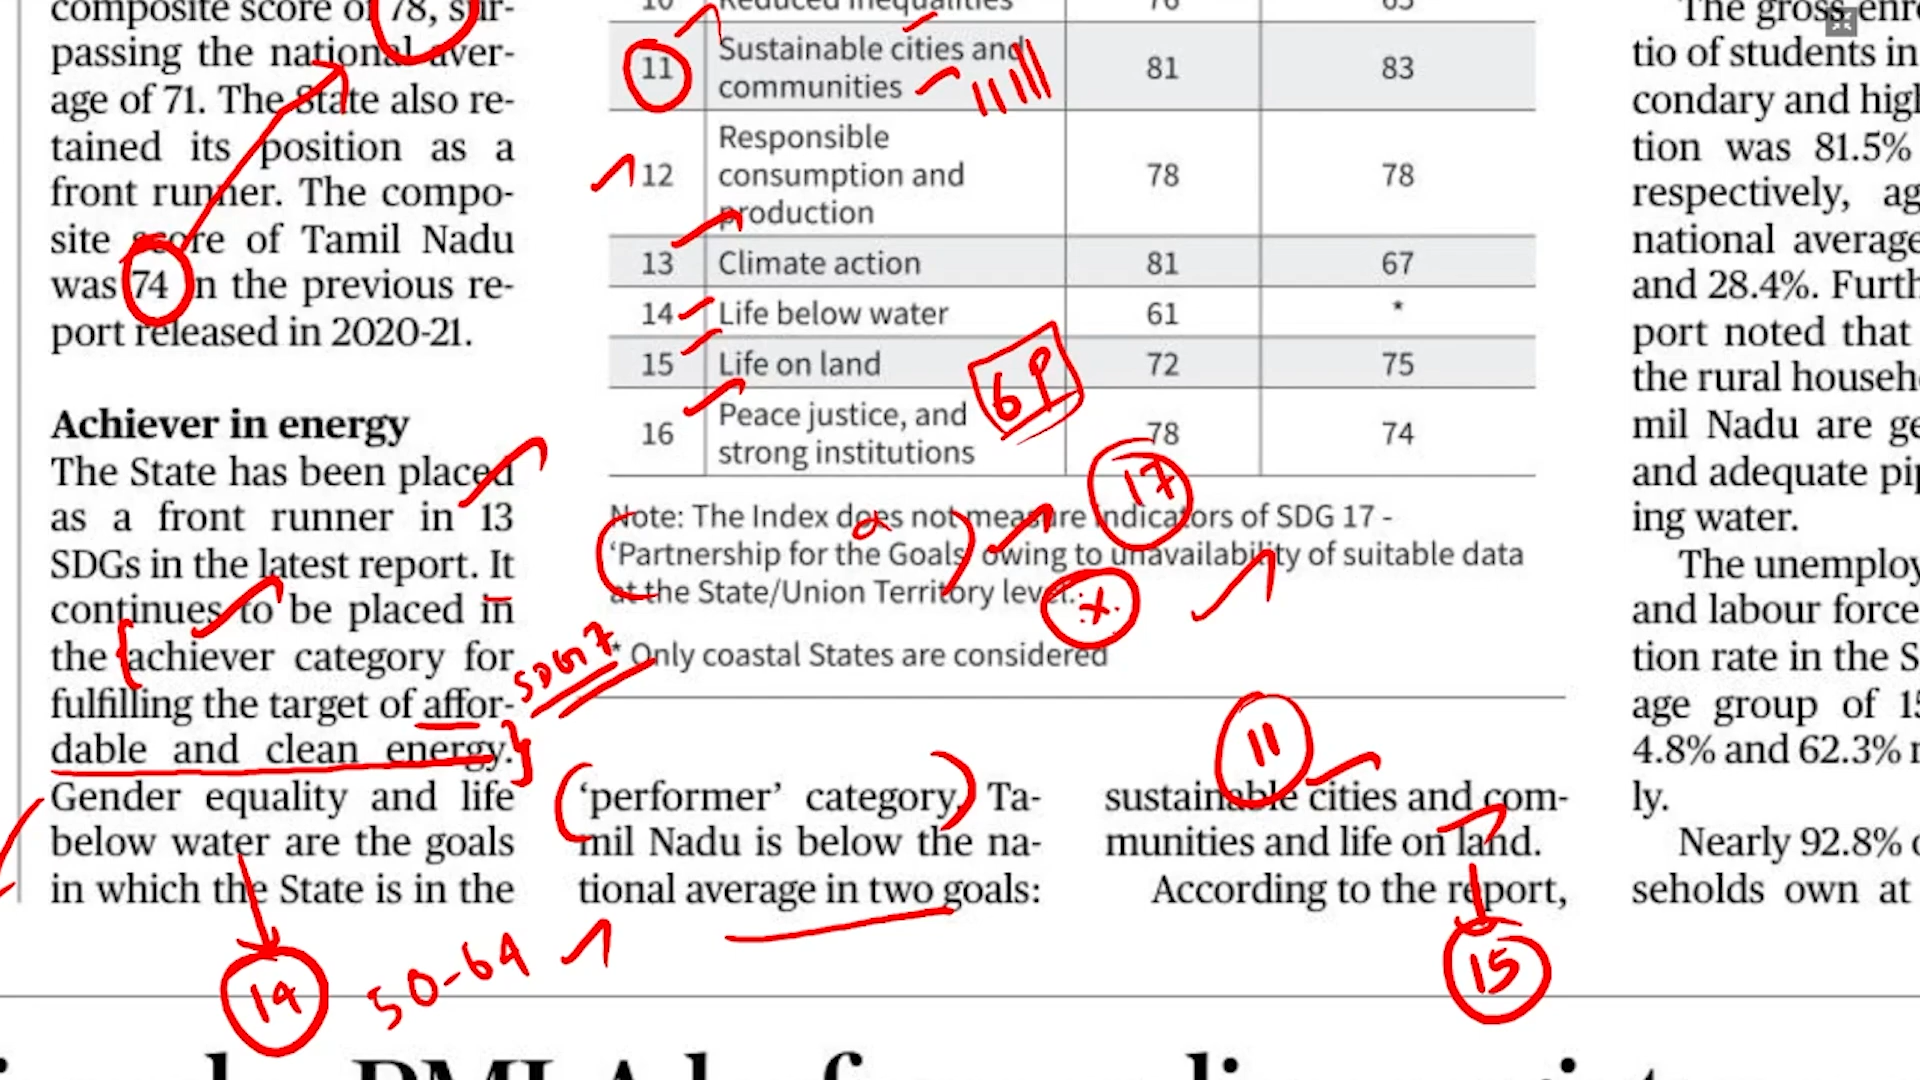 composite score of 78, sur-
passing the national aver-
age of 71. The State also re-
tained its position as a
front runner. The compo-
site score of Tamil Nadu
was 74 in the previous re-
port released in 2020-21.
Achiever in energy
The State has been placed
as a front runner in 13
SDGs in the latest report. It
continues to be placed in
the achiever category for
fulfilling the target of affor-
dable and clean energy.
Gender equality and life
below water are the goals
in which the State is in the
14
50-64
SDG 7
10 Reduced inequalities 76 65
11 Sustainable cities and communities 81 83
12 Responsible consumption and production 78 78
13 Climate action 81 67
14 Life below water 61 *
15 Life on land 72 75
16 Peace justice, and strong institutions 78 74
6P
17
Note: The Index does not measure indicators of SDG 17 -
‘Partnership for the Goals’ owing to unavailability of suitable data
at the State/Union Territory level.
* Only coastal States are considered
‘performer’ category. Ta-
mil Nadu is below the na-
tional average in two goals:
11
sustainable cities and com-
munities and life on land.
According to the report,
15
The gross enro
tio of students in
condary and high
tion was 81.5%
respectively, ag
national average
and 28.4%. Furth
port noted that
the rural househo
mil Nadu are ge
and adequate pip
ing water.
The unemploy
and labour force
tion rate in the S
age group of 15
4.8% and 62.3% r
ly.
Nearly 92.8% o
seholds own at